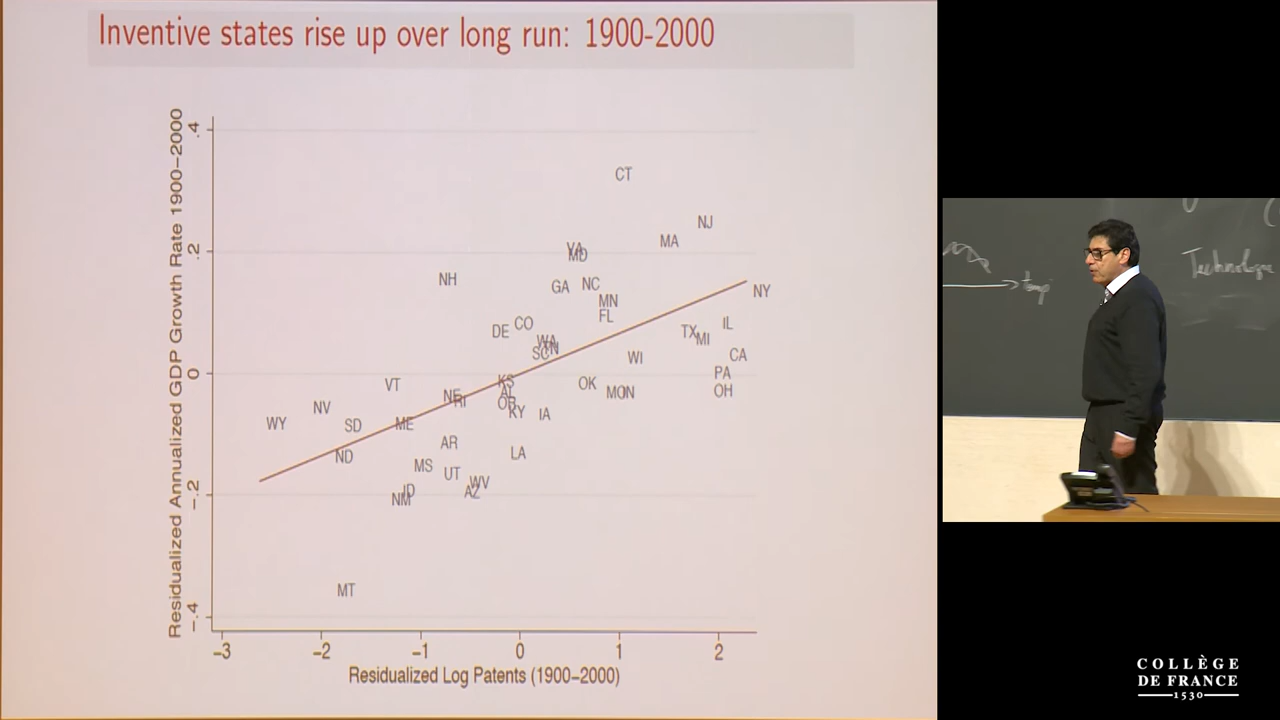 Inventive states rise up over long run: 1900-2000
Residualized Annualized GDP Growth Rate 1900–2000
.4
.2
0
−.2
−.4
CT
NJ
MA
VA
MD
NH
GA
NC
NY
MN
FL
DE
CO
IL
TX
MI
WA
SC
WI
CA
PA
VT
KS
OK
OH
NE
RI
AL
OR
MO
NV
KY
IA
WY
SD
ME
AR
ND
LA
MS
UT
WV
ID
AZ
NM
MT
−3
−2
−1
0
1
2
Residualized Log Patents (1900–2000)
temp
Technologie
COLLÈGE
DE FRANCE
1530